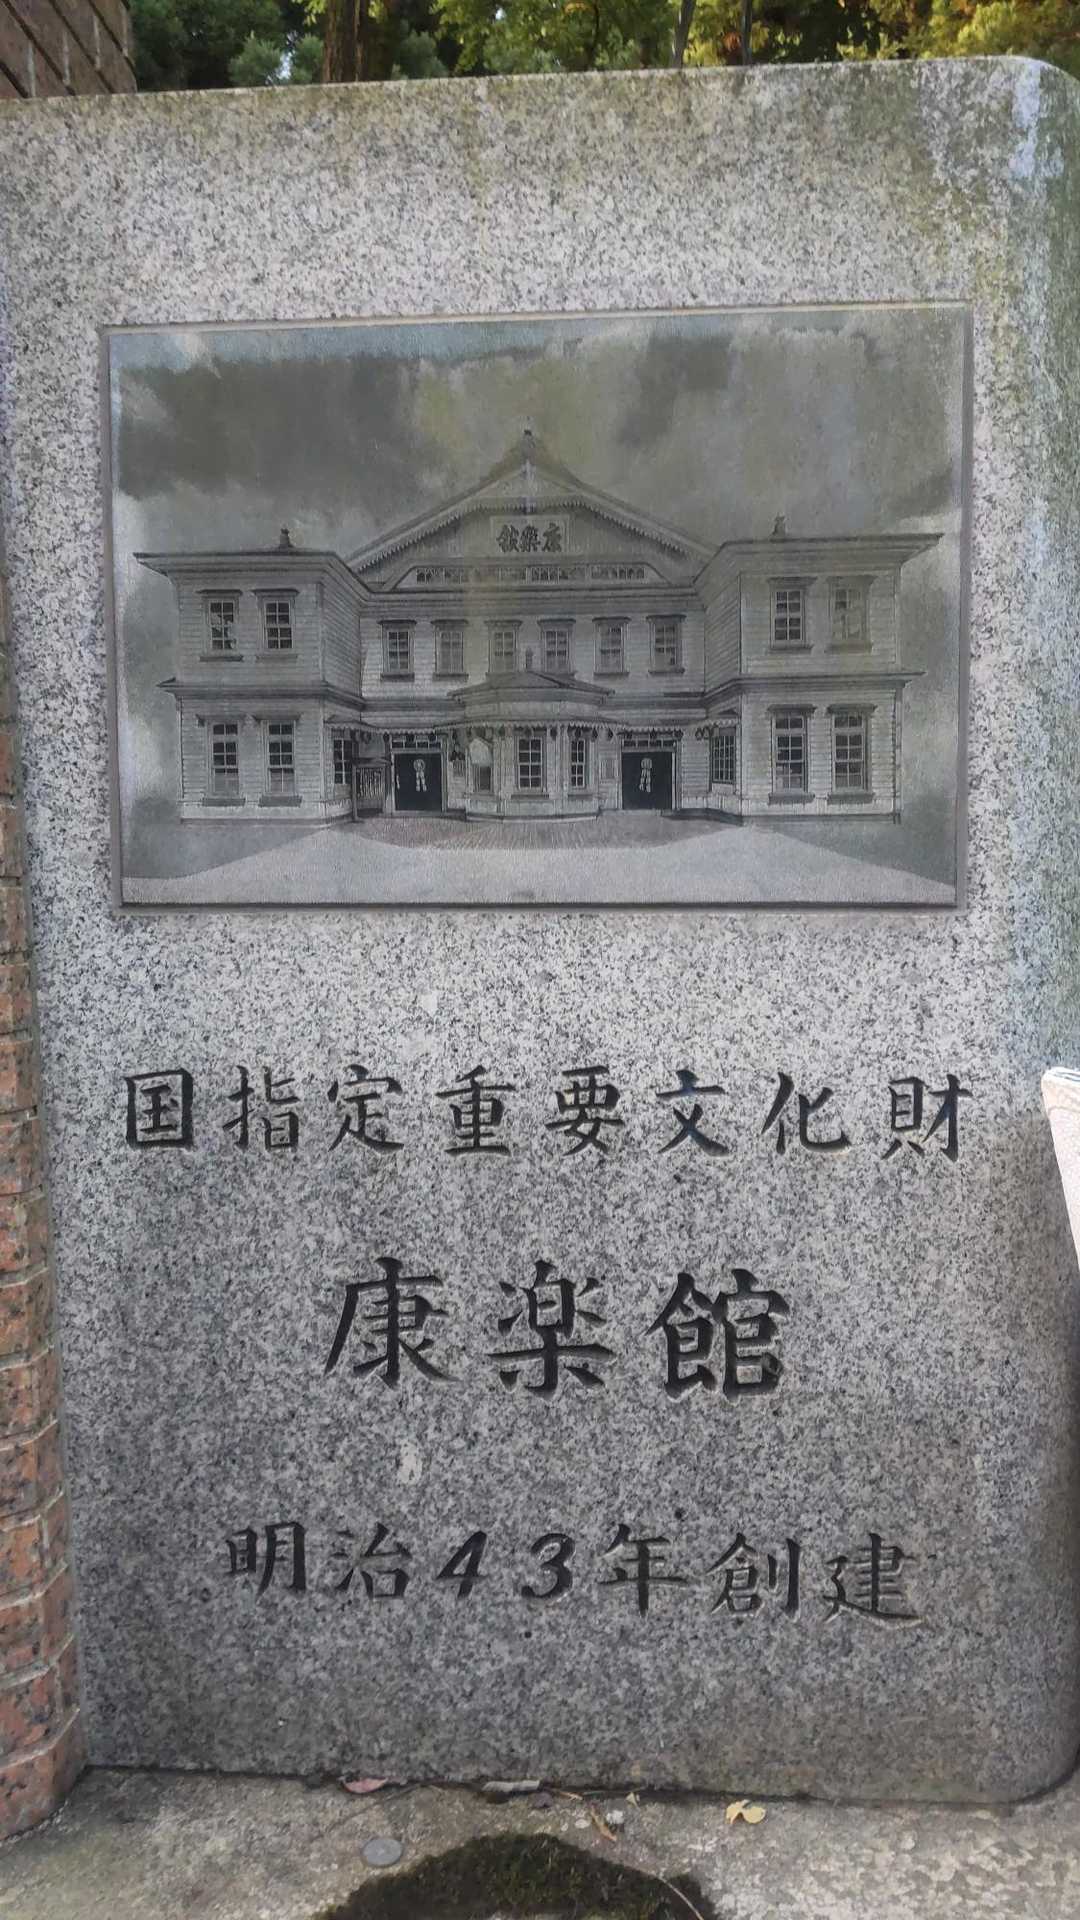 康楽館
国指定重要文化財
康楽館
明治43年創建